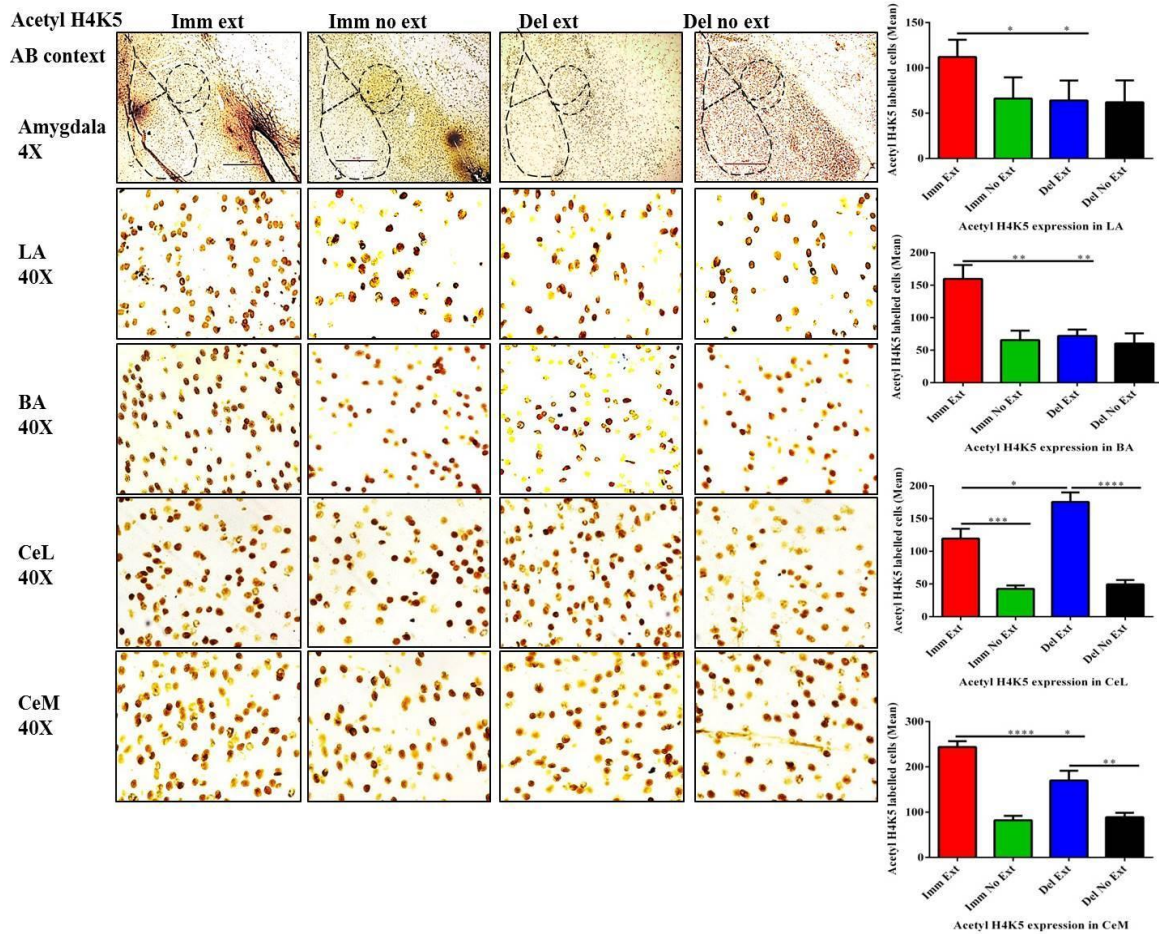 Acetyl H4K5
Imm ext
Imm no ext
Del ext
Del no ext
AB context
Amygdala
4X
LA
40X
BA
40X
CeL
40X
CeM
40X
Acetyl H4K5 labelled cells (Mean)
150
100
50
0
* *
Imm Ext
Imm No Ext
Del Ext
Del No Ext
Acetyl H4K5 expression in LA
Acetyl H4K5 labelled cells (Mean)
200
150
100
50
0
** **
Imm Ext
Imm No Ext
Del Ext
Del No Ext
Acetyl H4K5 expression in BA
Acetyl H4K5 labelled cells (Mean)
200
150
100
50
0
* ****
***
Imm Ext
Imm No Ext
Del Ext
Del No Ext
Acetyl H4K5 expression in CeL
Acetyl H4K5 labelled cells (Mean)
300
200
100
0
**** *
**
Imm Ext
Imm No Ext
Del Ext
Del No Ext
Acetyl H4K5 expression in CeM